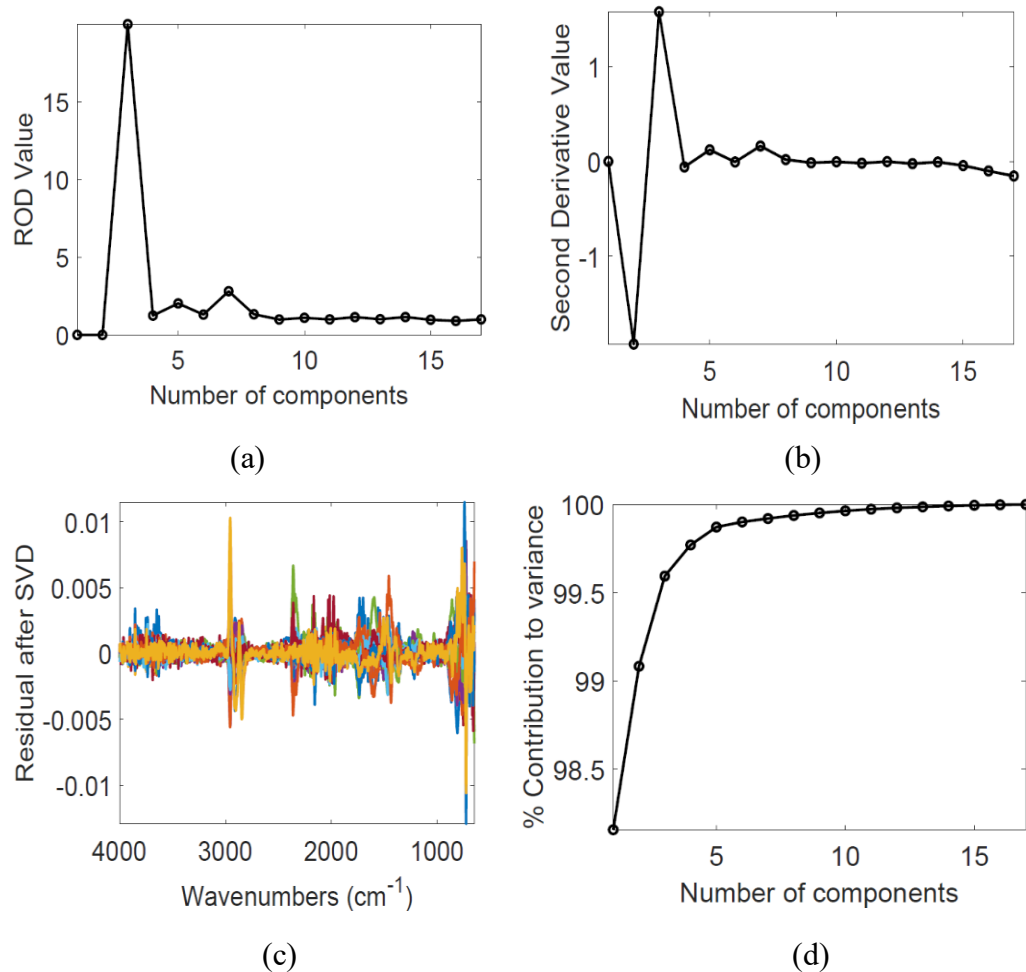 ROD Value
15
10
5
0
5
10
15
Number of components
(a)
Second Derivative Value
1
0
-1
5
10
15
Number of components
(b)
Residual after SVD
0.01
0.005
0
-0.005
-0.01
4000
3000
2000
1000
Wavenumbers (cm⁻¹)
(c)
% Contribution to variance
100
99.5
99
98.5
5
10
15
Number of components
(d)